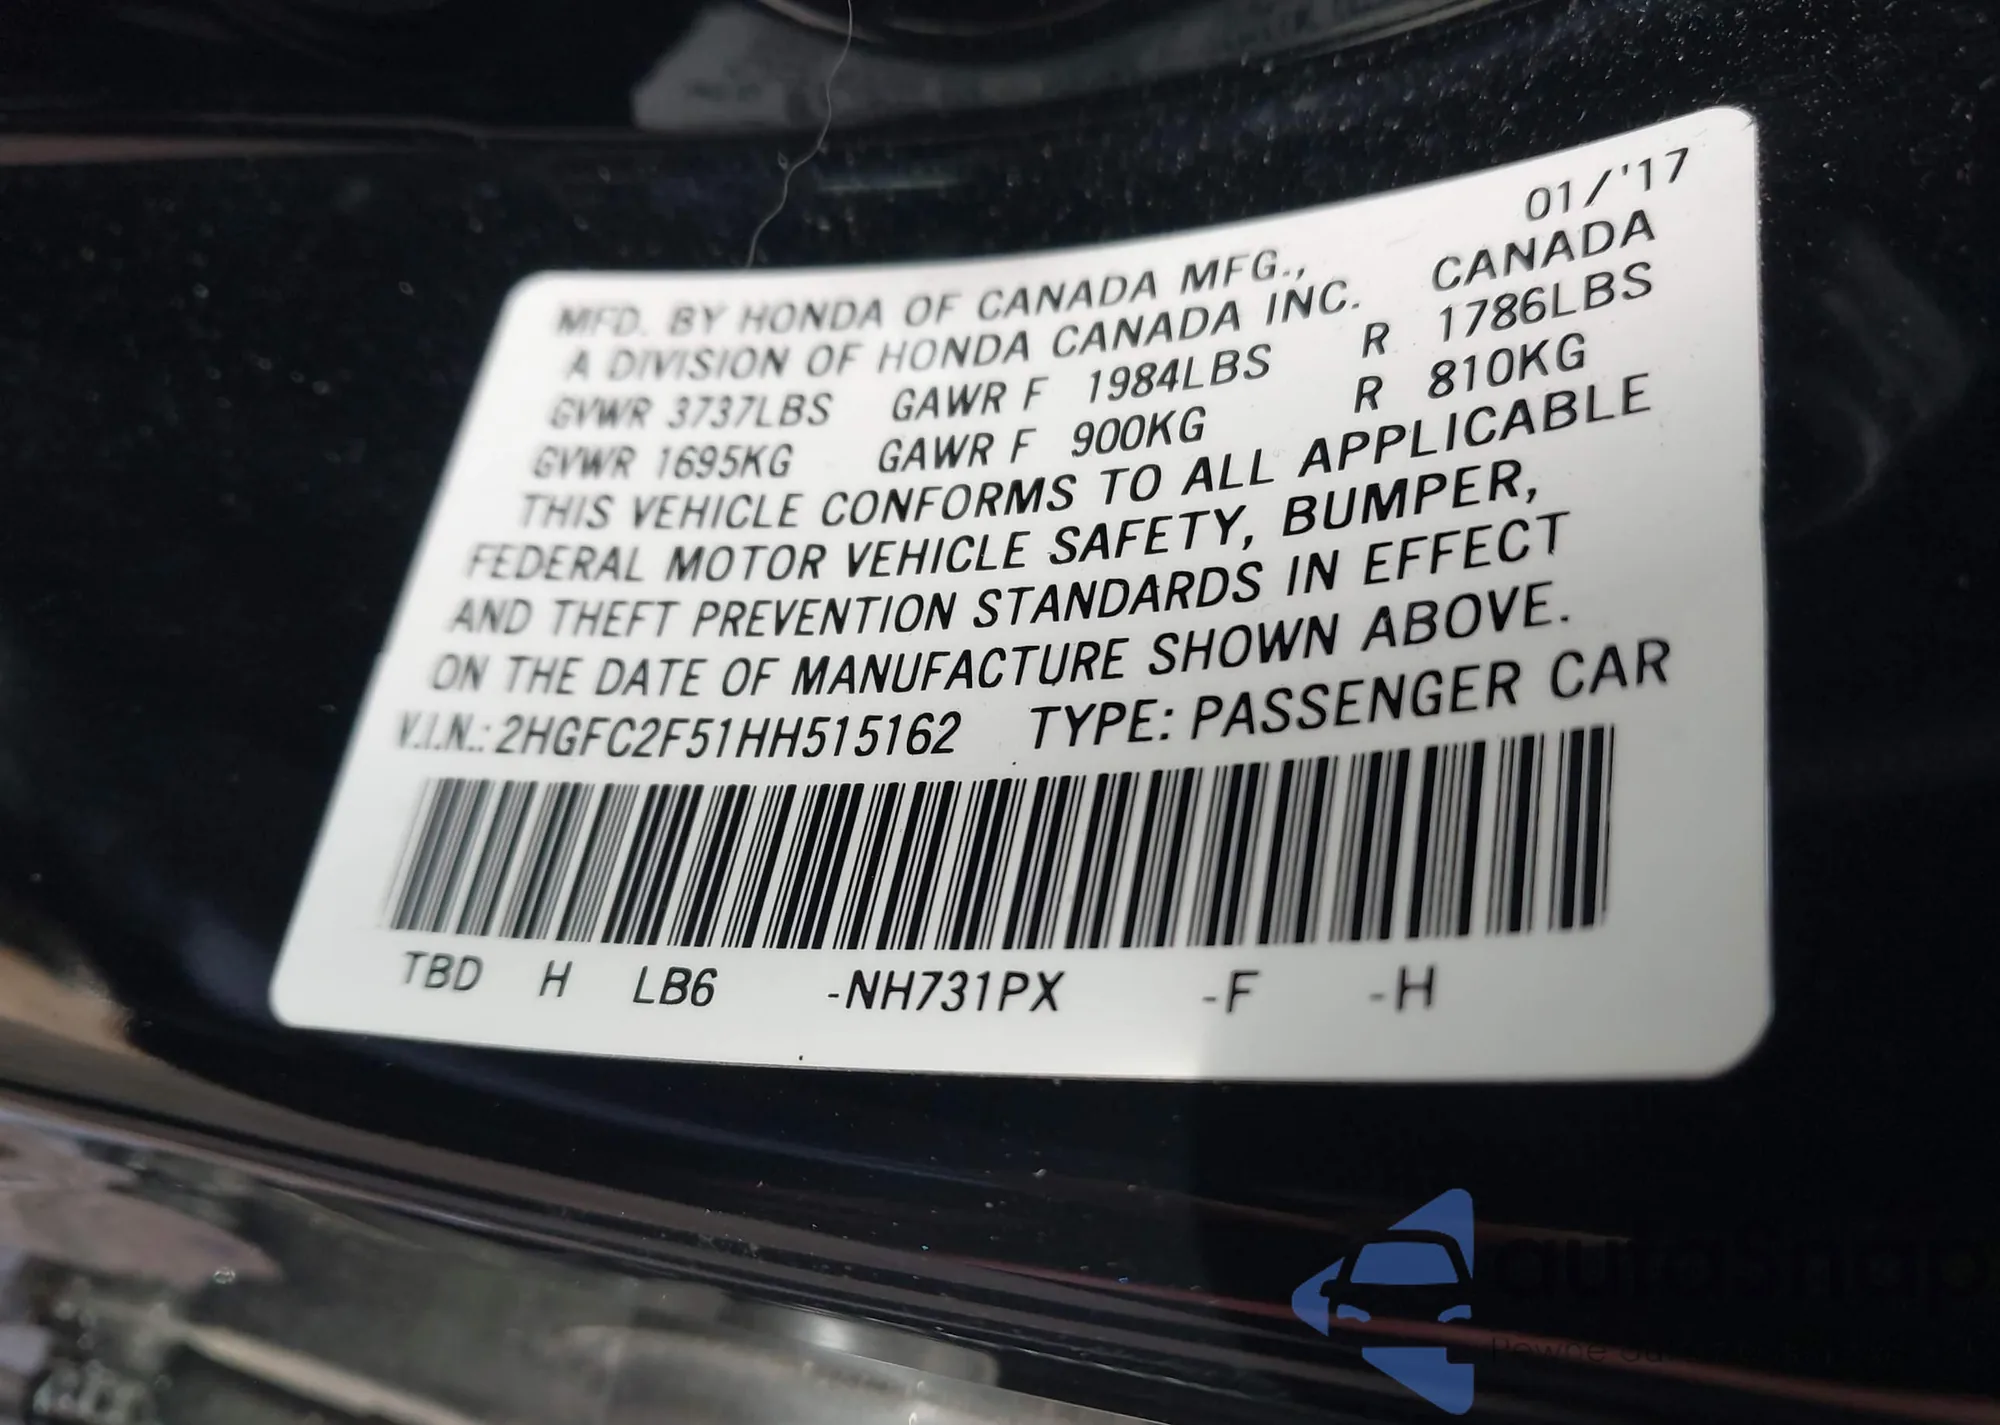 01/'17
MFD. BY HONDA OF CANADA MFG., CANADA
A DIVISION OF HONDA CANADA INC.
GVWR 3737LBS GAWR F 1984LBS R 1786LBS
GVWR 1695KG GAWR F 900KG R 810KG
THIS VEHICLE CONFORMS TO ALL APPLICABLE
FEDERAL MOTOR VEHICLE SAFETY, BUMPER,
AND THEFT PREVENTION STANDARDS IN EFFECT
ON THE DATE OF MANUFACTURE SHOWN ABOVE.
V.I.N.: 2HGFC2F51HH515162 TYPE: PASSENGER CAR
TBD H LB6 -NH731PX -F -H
autosnap